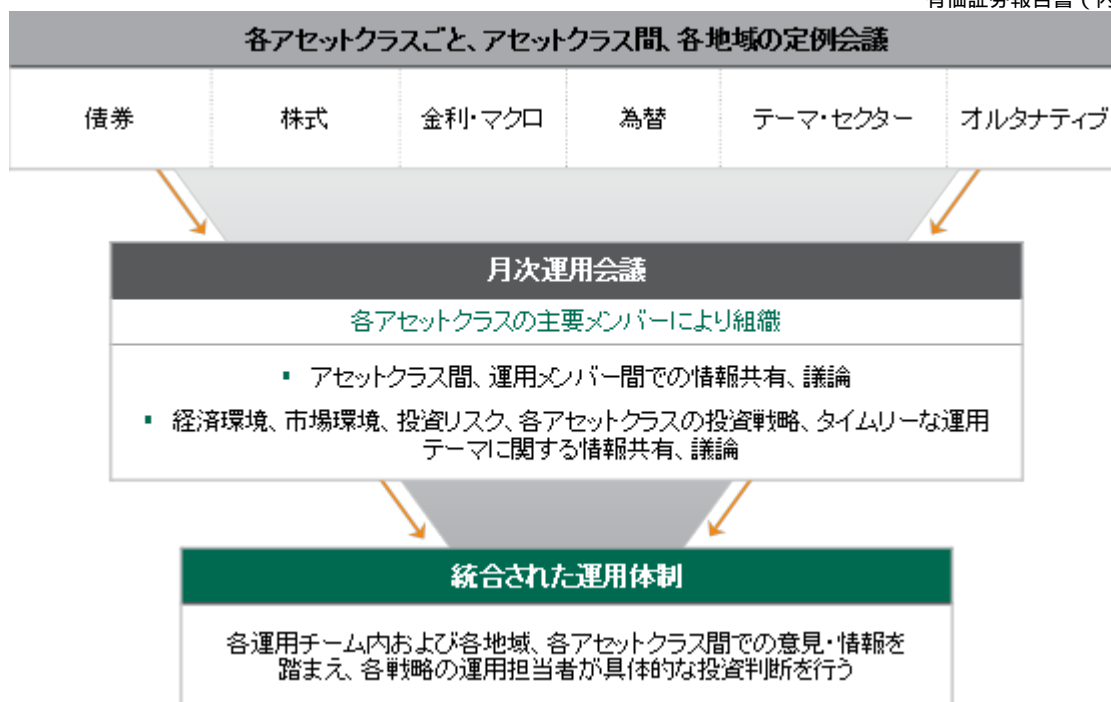 有価証券報告書(内
各アセットクラスごと、アセットクラス間、各地域の定例会議
債券 株式 金利・マクロ 為替 テーマ・セクター オルタナティブ
月次運用会議
各アセットクラスの主要メンバーにより組織
▪ アセットクラス間、運用メンバー間での情報共有、議論
▪ 経済環境、市場環境、投資リスク、各アセットクラスの投資戦略、タイムリーな運用
テーマに関する情報共有、議論
統合された運用体制
各運用チーム内および各地域、各アセットクラス間での意見・情報を
踏まえ、各戦略の運用担当者が具体的な投資判断を行う